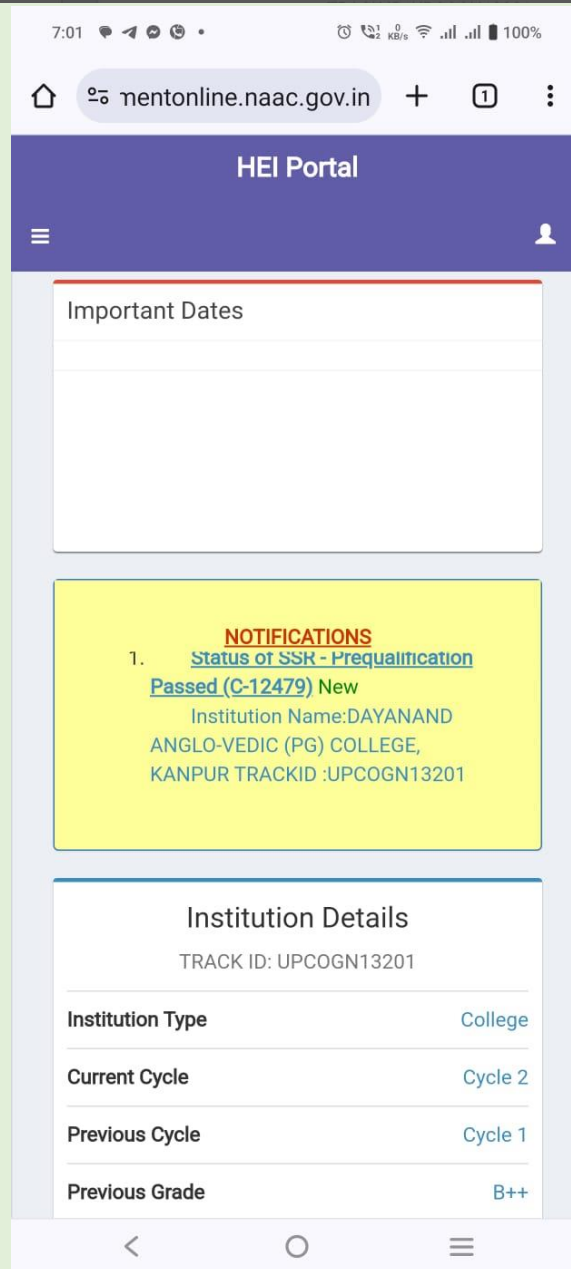 7:01
2 0 KB/s 100%
mentonline.naac.gov.in + 1
HEI Portal
Important Dates
NOTIFICATIONS
1. Status of SSR - Prequalification
Passed (C-12479) New
Institution Name:DAYANAND
ANGLO-VEDIC (PG) COLLEGE,
KANPUR TRACKID :UPCOGN13201
Institution Details
TRACK ID: UPCOGN13201
Institution Type College
Current Cycle Cycle 2
Previous Cycle Cycle 1
Previous Grade B++